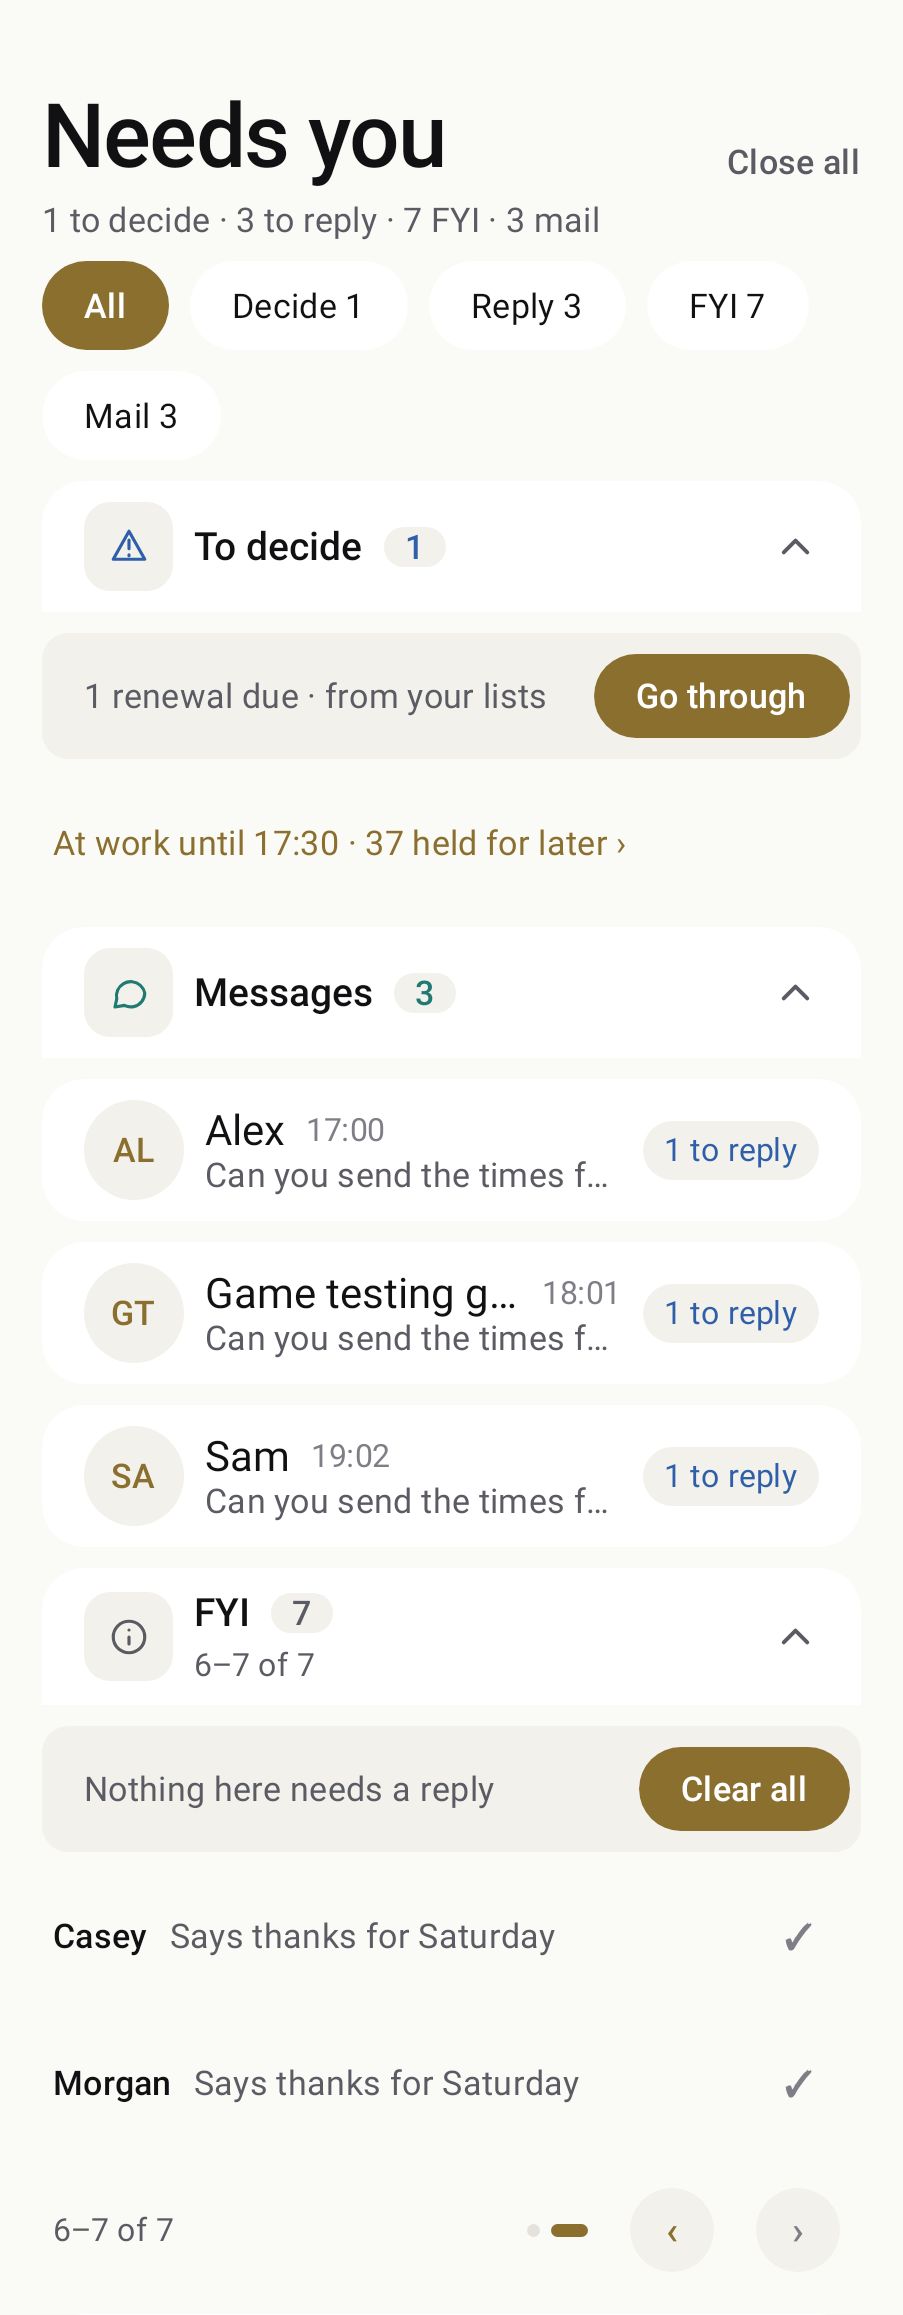 Needs you
Close all
1 to decide · 3 to reply · 7 FYI · 3 mail
All
Decide 1
Reply 3
FYI 7
Mail 3
To decide 1
1 renewal due · from your lists
Go through
At work until 17:30 · 37 held for later ›
Messages 3
AL
Alex 17:00
Can you send the times f…
1 to reply
GT
Game testing g… 18:01
Can you send the times f…
1 to reply
SA
Sam 19:02
Can you send the times f…
1 to reply
FYI 7
6–7 of 7
Nothing here needs a reply
Clear all
Casey Says thanks for Saturday ✓
Morgan Says thanks for Saturday ✓
6–7 of 7 ‹ ›